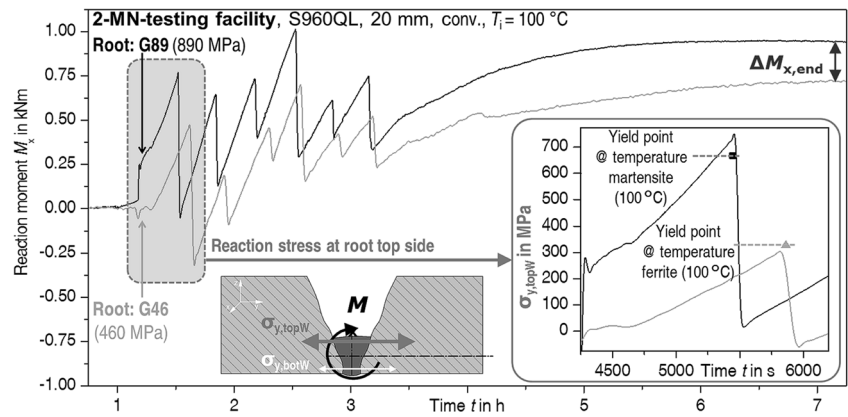 2-MN-testing facility, S960QL, 20 mm, conv., Ti = 100 °C
Root: G89 (890 MPa)
Reaction moment Mx in kNm
1.00
0.75
0.50
0.25
0.00
-0.25
-0.50
-0.75
-1.00
ΔMx,end
Reaction stress at root top side
Root: G46
(460 MPa)
M
σy,topW
σy,botW
1
2
3
Time t in h
5
6
7
σy,topW in MPa
700
600
500
400
300
200
100
0
Yield point
@ temperature
martensite
(100 °C)
Yield point
@ temperature
ferrite (100°C)
4500
5000
Time t in s
6000